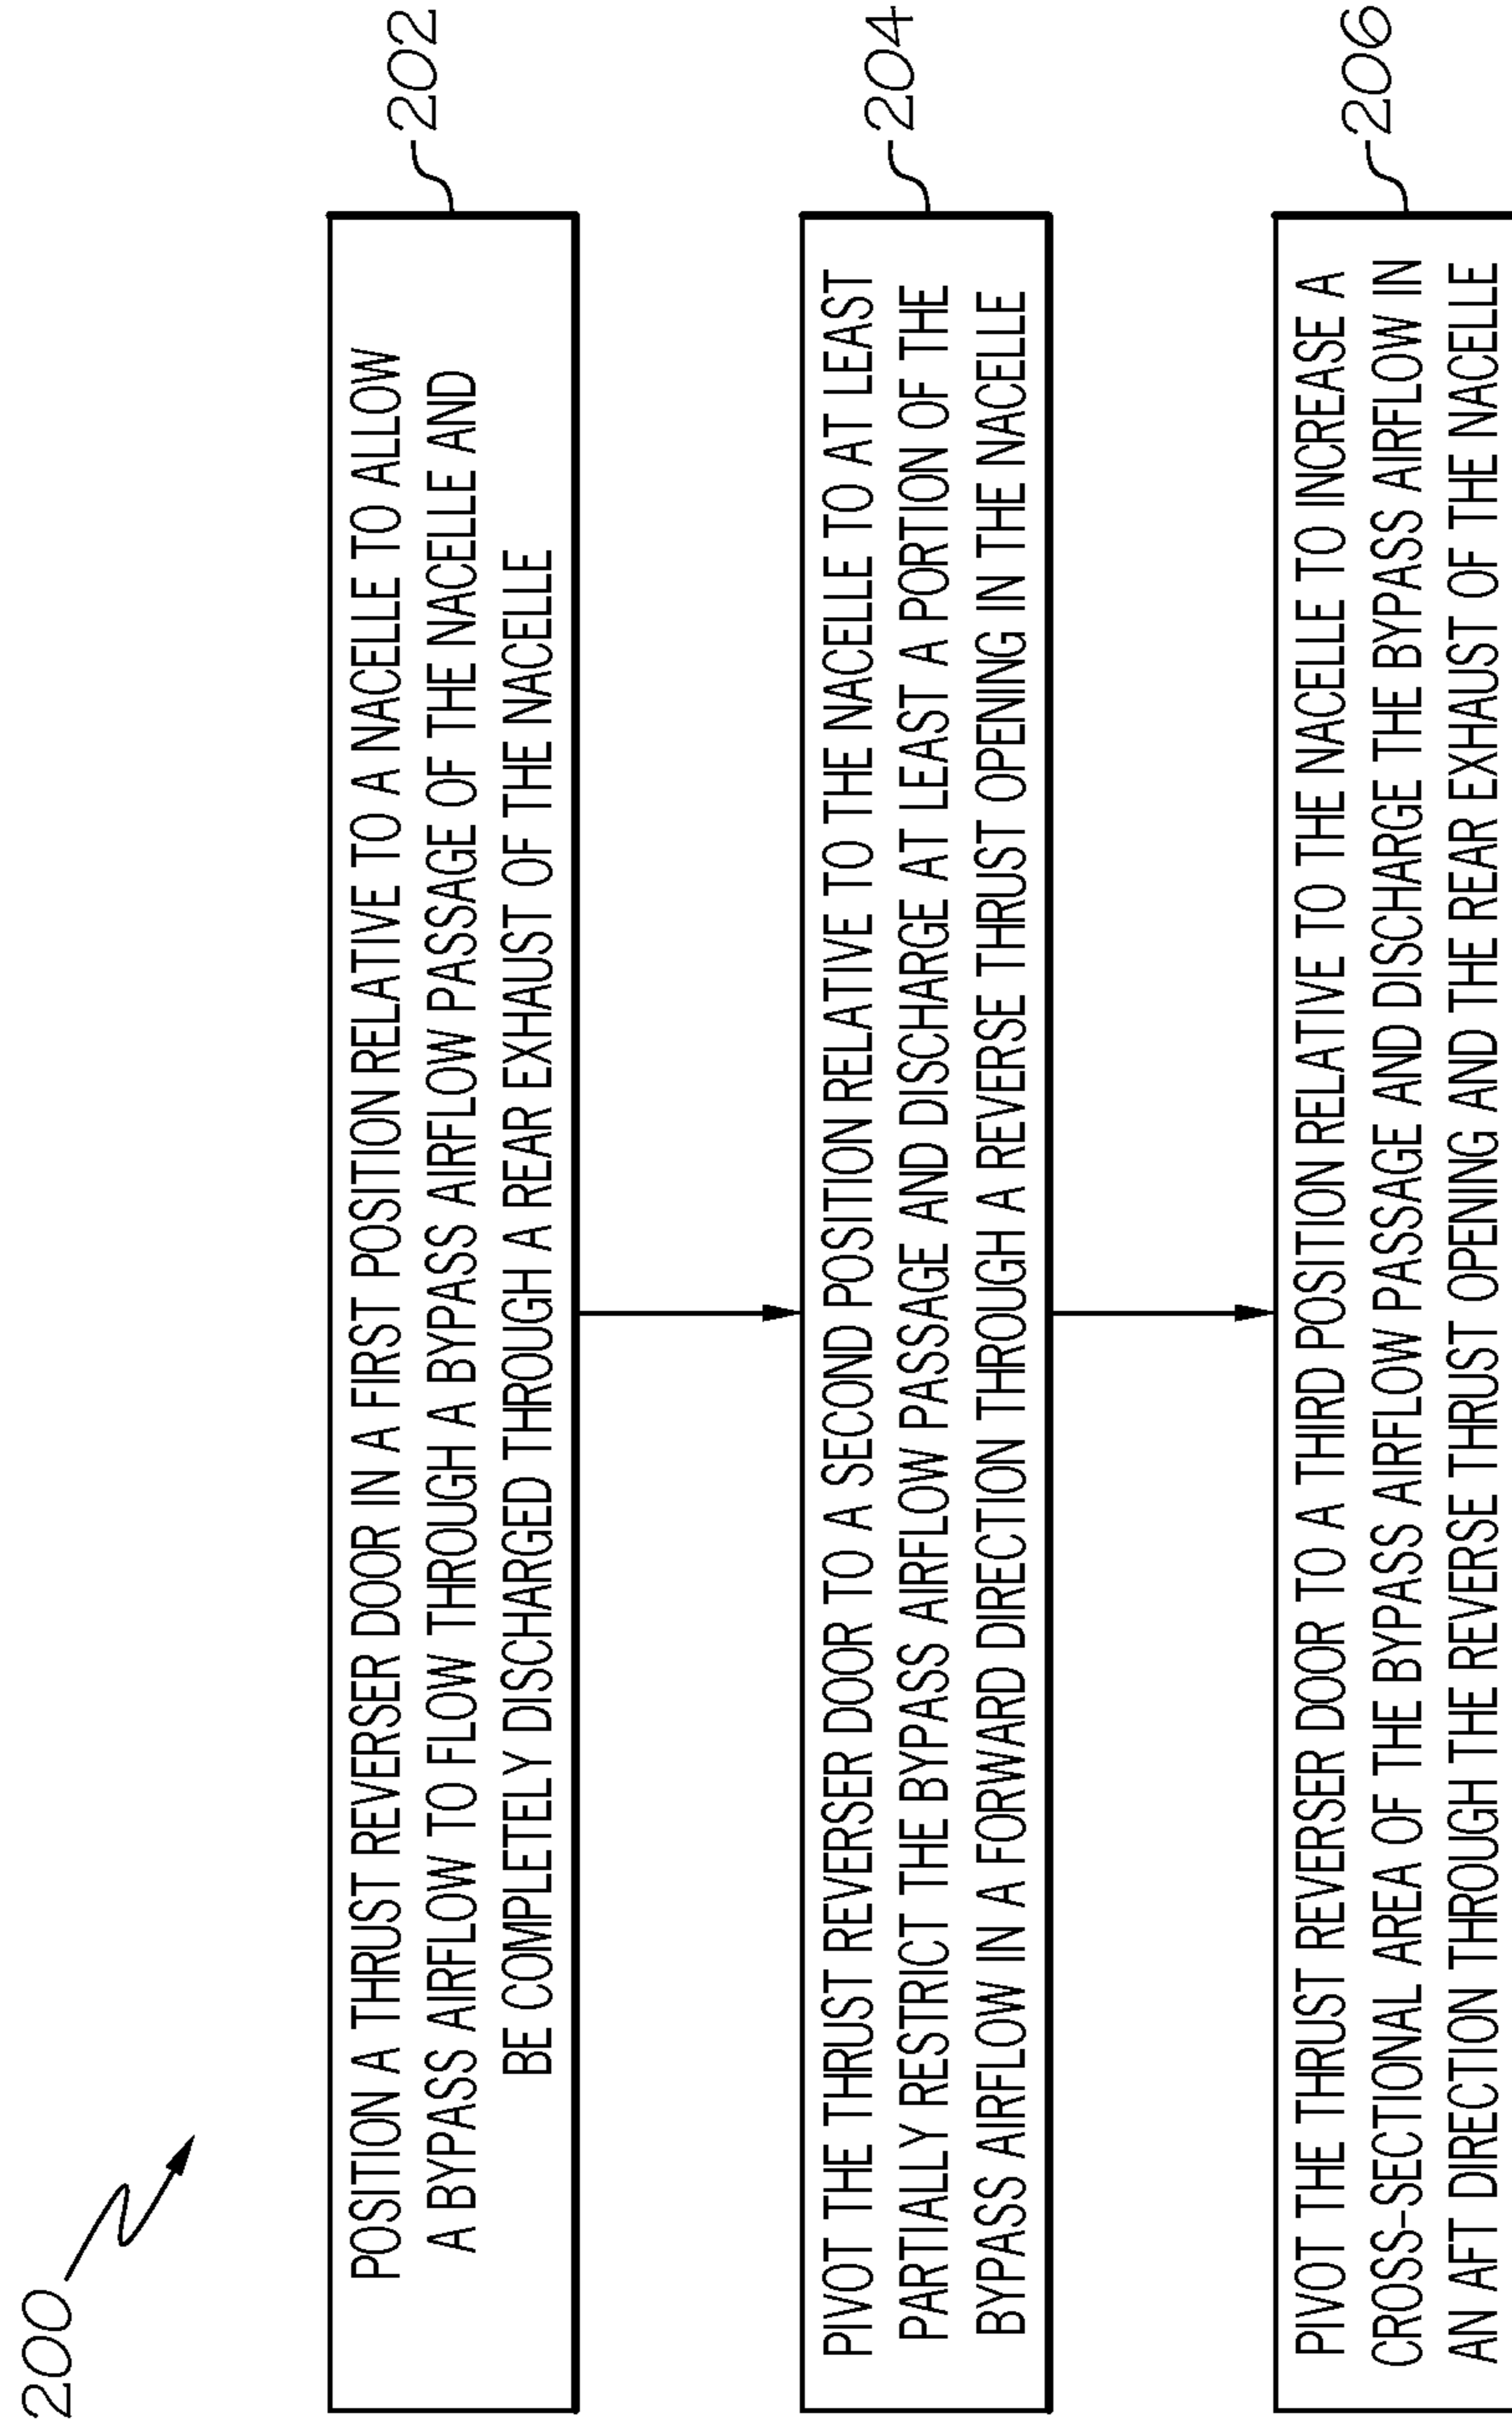 200
POSITION A THRUST REVERSER DOOR IN A FIRST POSITION RELATIVE TO A NACELLE TO ALLOW
A BYPASS AIRFLOW TO FLOW THROUGH A BYPASS AIRFLOW PASSAGE OF THE NACELLE AND
BE COMPLETELY DISCHARGED THROUGH A REAR EXHAUST OF THE NACELLE
202
PIVOT THE THRUST REVERSER DOOR TO A SECOND POSITION RELATIVE TO THE NACELLE TO AT LEAST
PARTIALLY RESTRICT THE BYPASS AIRFLOW PASSAGE AND DISCHARGE AT LEAST A PORTION OF THE
BYPASS AIRFLOW IN A FORWARD DIRECTION THROUGH A REVERSE THRUST OPENING IN THE NACELLE
204
PIVOT THE THRUST REVERSER DOOR TO A THIRD POSITION RELATIVE TO THE NACELLE TO INCREASE A
CROSS-SECTIONAL AREA OF THE BYPASS AIRFLOW PASSAGE AND DISCHARGE THE BYPASS AIRFLOW IN
AN AFT DIRECTION THROUGH THE REVERSE THRUST OPENING AND THE REAR EXHAUST OF THE NACELLE
206